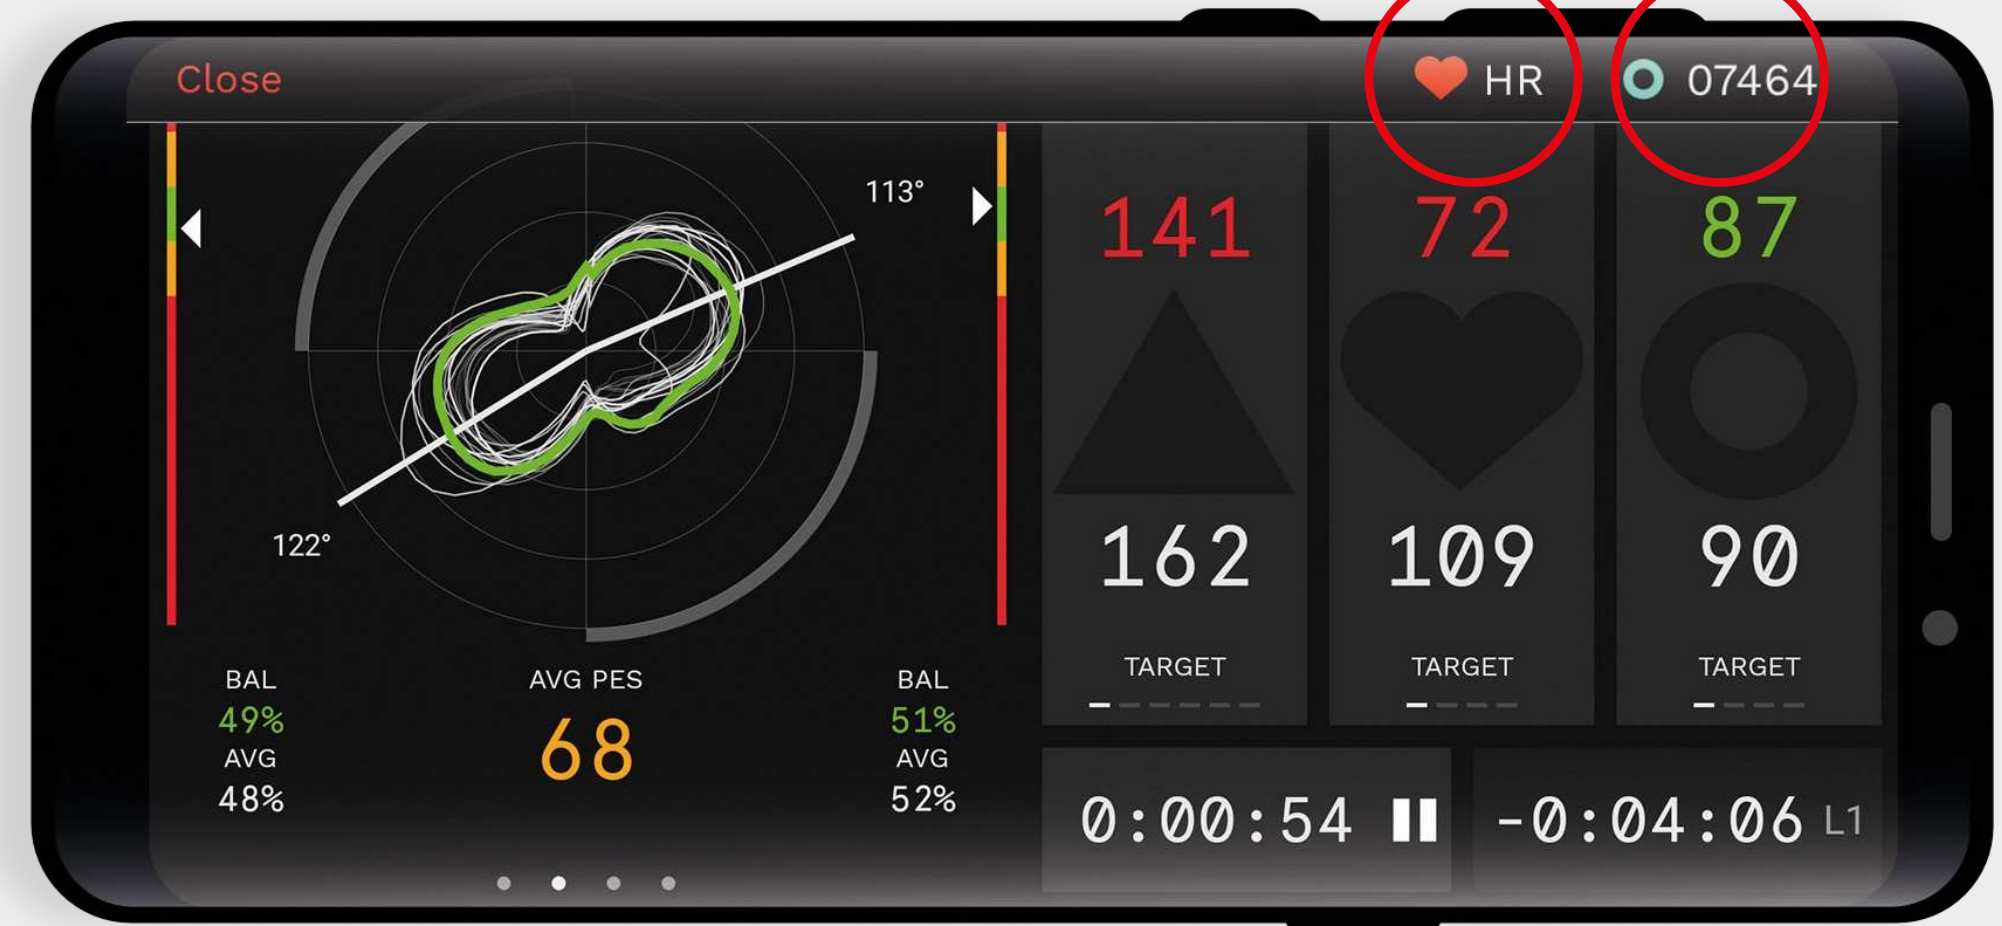 Close
HR
07464
113°
122°
141
72
87
162
109
90
TARGET
TARGET
TARGET
BAL
49%
AVG
48%
AVG PES
68
BAL
51%
AVG
52%
0:00:54
-0:04:06 L1